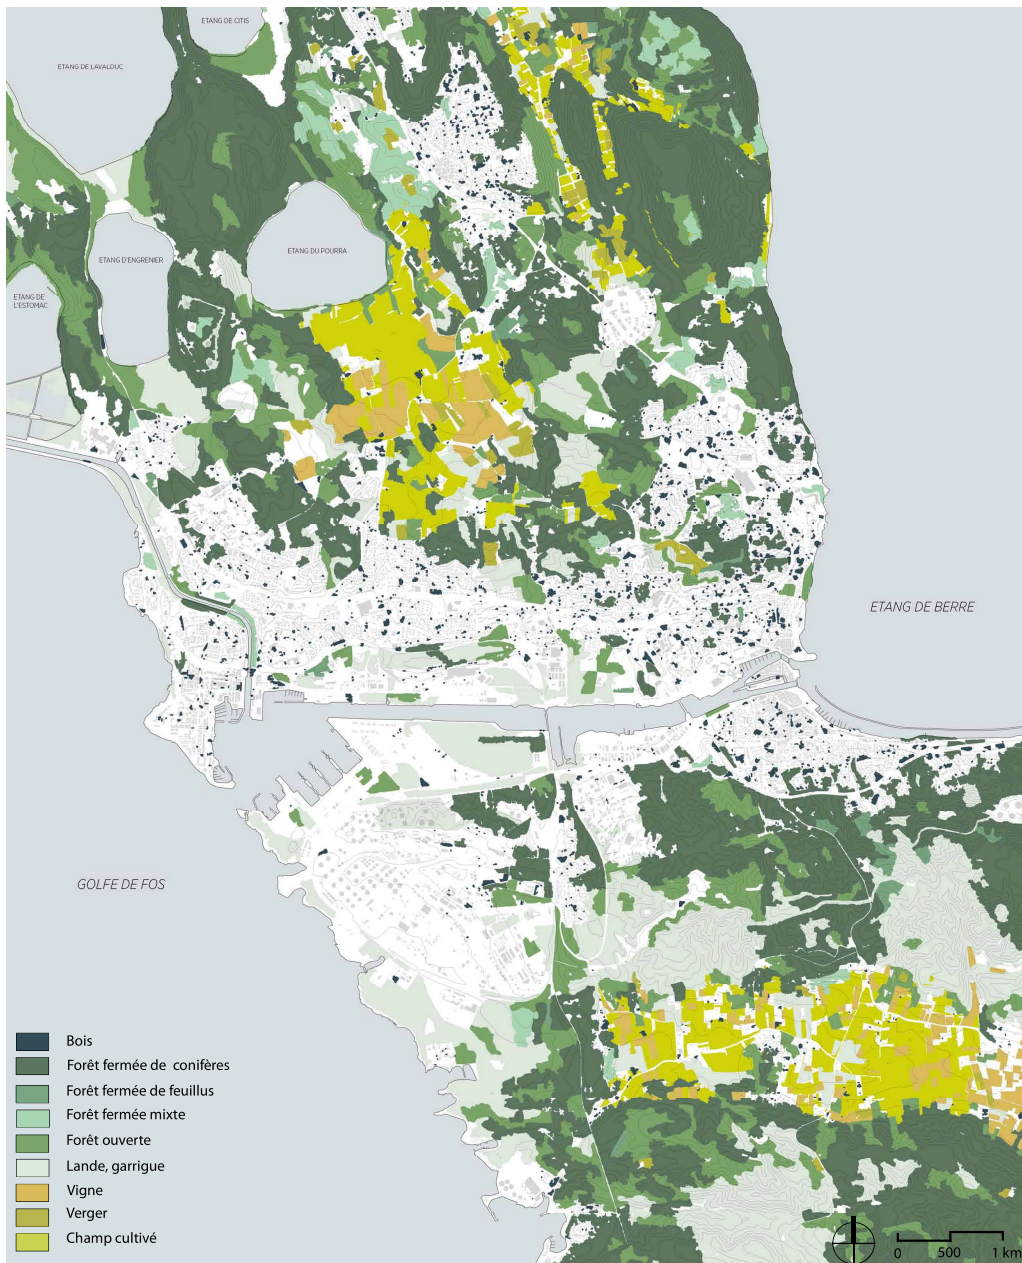 ETANG DE CITIS
ETANG DE LAVALDUC
ETANG DU POURRA
ETANG D'ENGRENIER
ETANG DE
L'ESTOMAC
ETANG DE BERRE
GOLFE DE FOS
Bois
Forêt fermée de conifères
Forêt fermée de feuillus
Forêt fermée mixte
Forêt ouverte
Lande, garrigue
Vigne
Verger
Champ cultivé
0 500 1 km